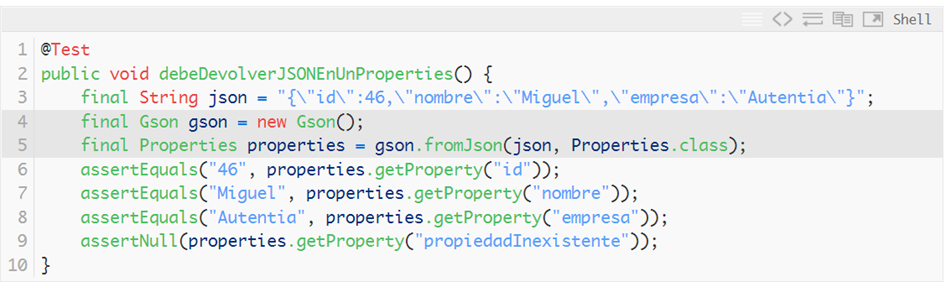 Shell
1 @Test
2 public void debeDevolverJSONEnUnProperties() {
3     final String json = "{\"id\":46,\"nombre\":\"Miguel\",\"empresa\":\"Autentia\"}";
4     final Gson gson = new Gson();
5     final Properties properties = gson.fromJson(json, Properties.class);
6     assertEquals("46", properties.getProperty("id"));
7     assertEquals("Miguel", properties.getProperty("nombre"));
8     assertEquals("Autentia", properties.getProperty("empresa"));
9     assertNull(properties.getProperty("propiedadInexistente"));
10 }